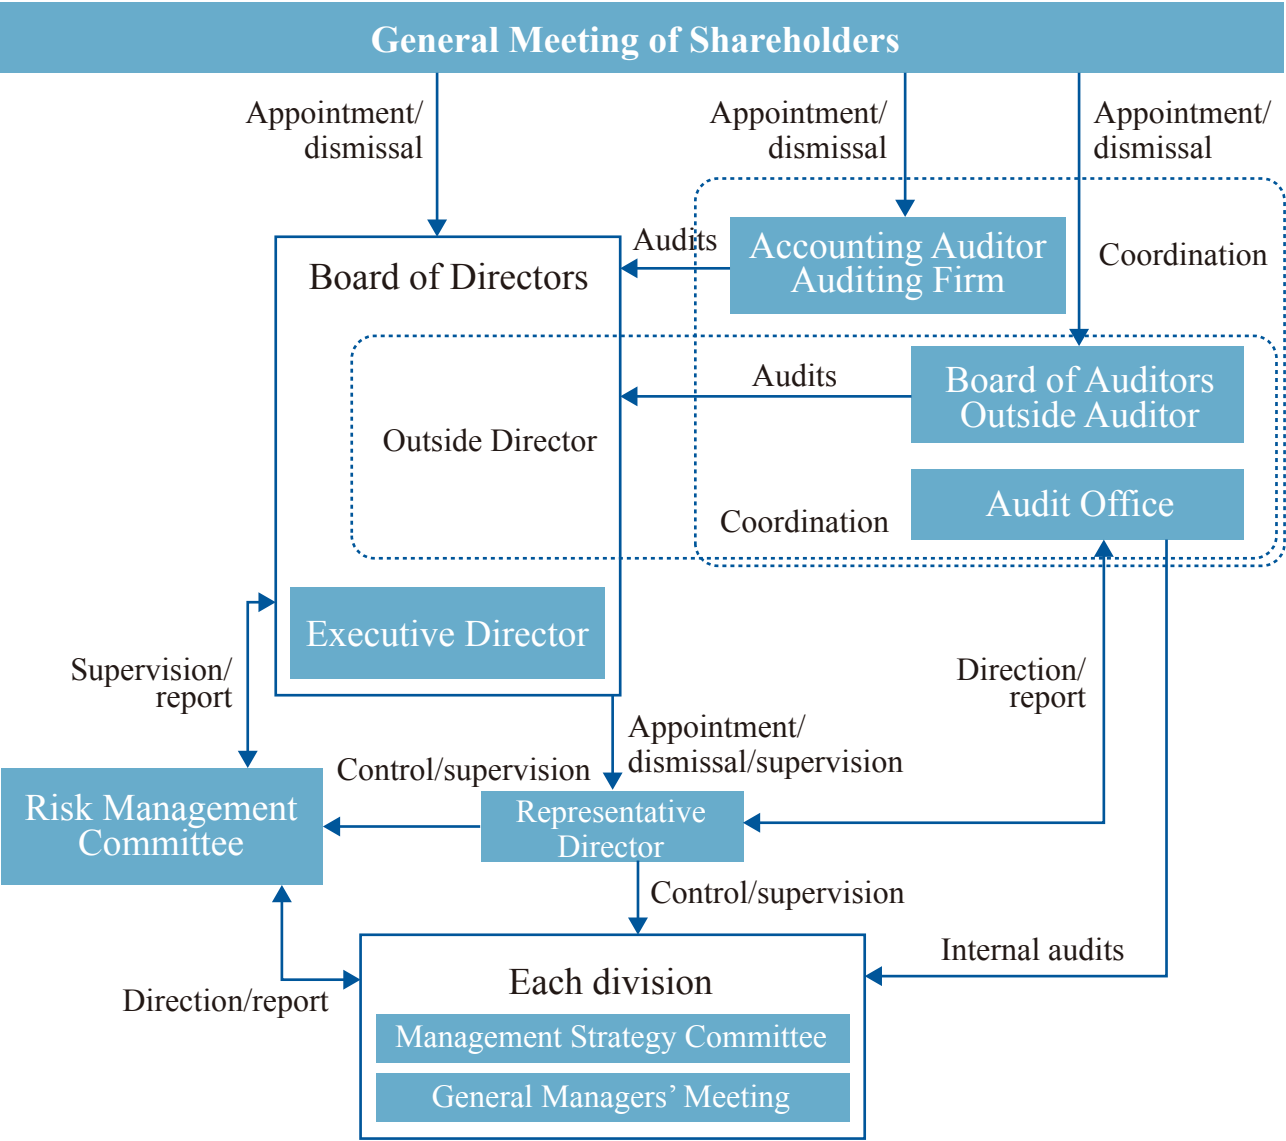 General Meeting of Shareholders
Appointment/
dismissal
Appointment/
dismissal
Appointment/
dismissal
Board of Directors
Audits
Accounting Auditor
Auditing Firm
Coordination
Outside Director
Audits
Board of Auditors
Outside Auditor
Coordination
Audit Office
Executive Director
Supervision/
report
Appointment/
dismissal/supervision
Direction/
report
Risk Management
Committee
Control/supervision
Representative
Director
Control/supervision
Direction/report
Internal audits
Each division
Management Strategy Committee
General Managers’ Meeting